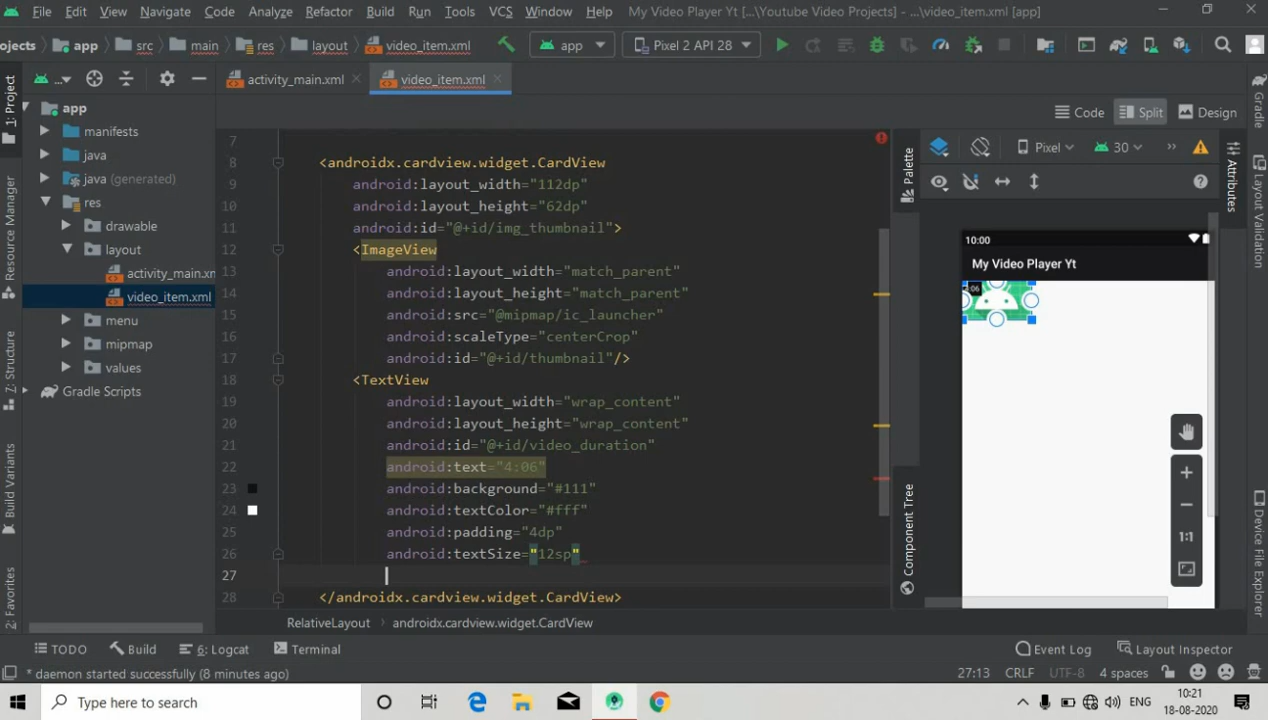 File Edit View Navigate Code Analyze Refactor Build Run Tools VCS Window Help My Video Player Yt [...\Youtube Video Projects] - ...\video_item.xml [app]
ojects app src main res layout video_item.xml app Pixel 2 API 28
activity_main.xml video_item.xml
Code Split Design
1: Project
Resource Manager
Z: Structure
Build Variants
2: Favorites
app
manifests
java
java (generated)
res
drawable
layout
activity_main.xm
video_item.xml
menu
mipmap
values
Gradle Scripts
7
8 <androidx.cardview.widget.CardView
9 android:layout_width="112dp"
10 android:layout_height="62dp"
11 android:id="@+id/img_thumbnail">
12 <ImageView
13 android:layout_width="match_parent"
14 android:layout_height="match_parent"
15 android:src="@mipmap/ic_launcher"
16 android:scaleType="centerCrop"
17 android:id="@+id/thumbnail"/>
18 <TextView
19 android:layout_width="wrap_content"
20 android:layout_height="wrap_content"
21 android:id="@+id/video_duration"
22 android:text="4:06"
23 android:background="#111"
24 android:textColor="#fff"
25 android:padding="4dp"
26 android:textSize="12sp"
27
28 </androidx.cardview.widget.CardView>
RelativeLayout androidx.cardview.widget.CardView
Palette
Component Tree
Pixel 30
10:00
My Video Player Yt
:06
1:1
Attributes
Gradle
Layout Validation
Device File Explorer
TODO Build 6: Logcat Terminal Event Log Layout Inspector
* daemon started successfully (8 minutes ago) 27:13 CRLF UTF-8 4 spaces
Type here to search ENG 10:21
18-08-2020